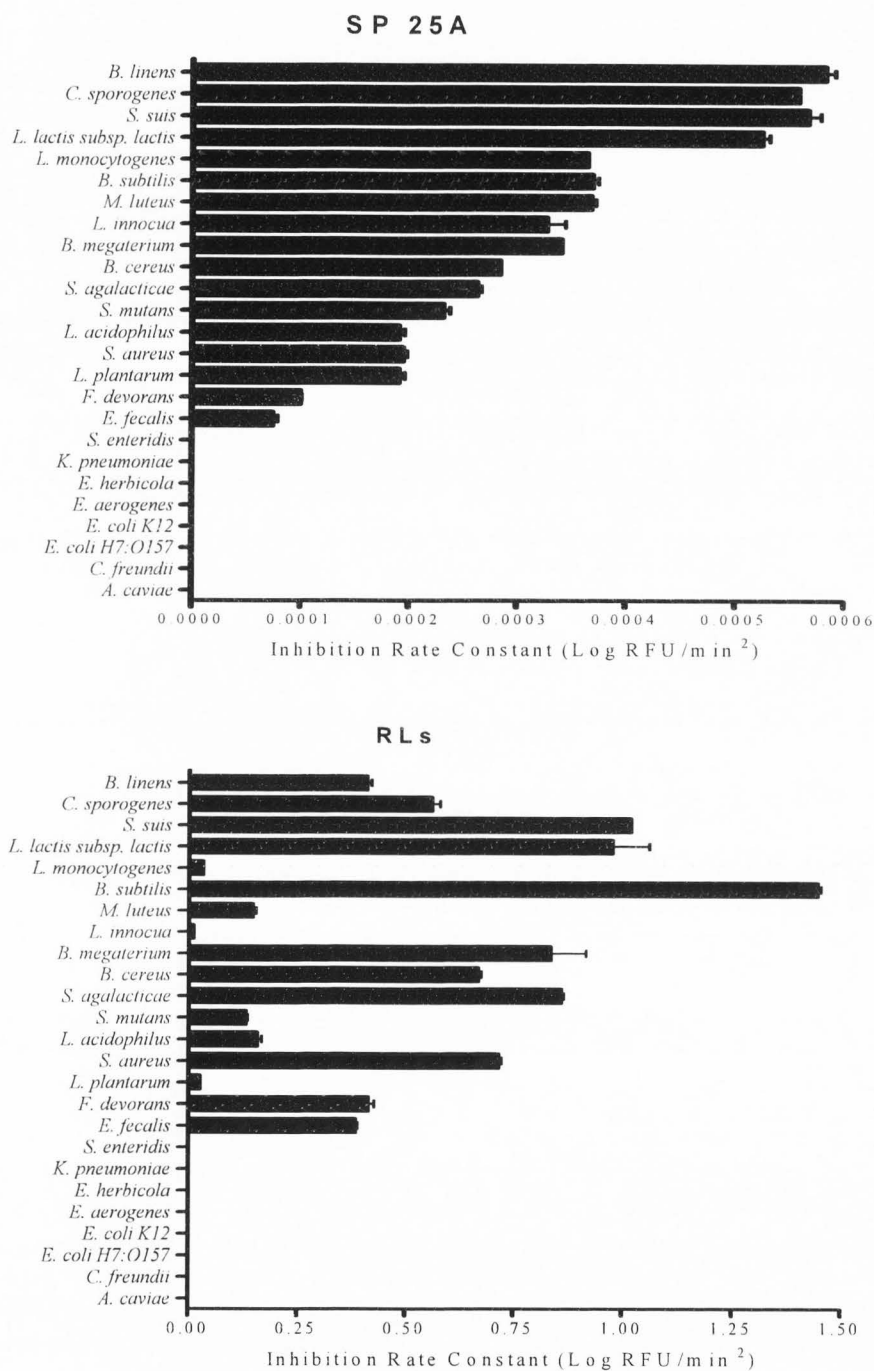 SP 25A
B. linens
C. sporogenes
S. suis
L. lactis subsp. lactis
L. monocytogenes
B. subtilis
M. luteus
L. innocua
B. megaterium
B. cereus
S. agalacticae
S. mutans
L. acidophilus
S. aureus
L. plantarum
F. devorans
E. fecalis
S. enteridis
K. pneumoniae
E. herbicola
E. aerogenes
E. coli K12
E. coli H7:O157
C. freundii
A. caviae
0.0000 0.0001 0.0002 0.0003 0.0004 0.0005 0.0006
Inhibition Rate Constant (Log RFU/min²)
RLs
B. linens
C. sporogenes
S. suis
L. lactis subsp. lactis
L. monocytogenes
B. subtilis
M. luteus
L. innocua
B. megaterium
B. cereus
S. agalacticae
S. mutans
L. acidophilus
S. aureus
L. plantarum
F. devorans
E. fecalis
S. enteridis
K. pneumoniae
E. herbicola
E. aerogenes
E. coli K12
E. coli H7:O157
C. freundii
A. caviae
0.00 0.25 0.50 0.75 1.00 1.25 1.50
Inhibition Rate Constant (Log RFU/min²)